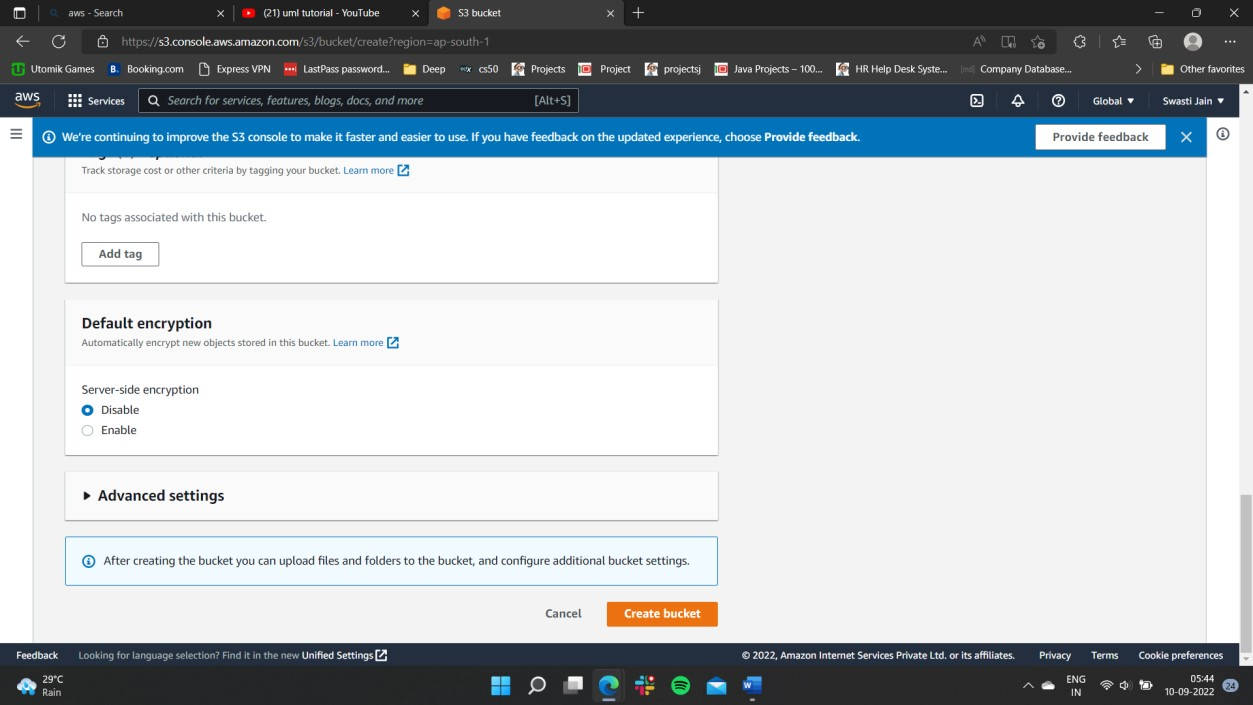 aws - Search
(21) uml tutorial - YouTube
S3 bucket
https://s3.console.aws.amazon.com/s3/bucket/create?region=ap-south-1
Utomik Games
Booking.com
Express VPN
LastPass password...
Deep
cs50
Projects
Project
projectsj
Java Projects – 100...
HR Help Desk Syste...
Company Database...
Other favorites
aws
Services
Search for services, features, blogs, docs, and more
[Alt+S]
Global
Swasti Jain
We're continuing to improve the S3 console to make it faster and easier to use. If you have feedback on the updated experience, choose Provide feedback.
Provide feedback
Track storage cost or other criteria by tagging your bucket. Learn more
No tags associated with this bucket.
Add tag
Default encryption
Automatically encrypt new objects stored in this bucket. Learn more
Server-side encryption
Disable
Enable
Advanced settings
After creating the bucket you can upload files and folders to the bucket, and configure additional bucket settings.
Cancel
Create bucket
Feedback
Looking for language selection? Find it in the new Unified Settings
© 2022, Amazon Internet Services Private Ltd. or its affiliates.
Privacy
Terms
Cookie preferences
29°C
Rain
ENG
IN
05:44
10-09-2022
24